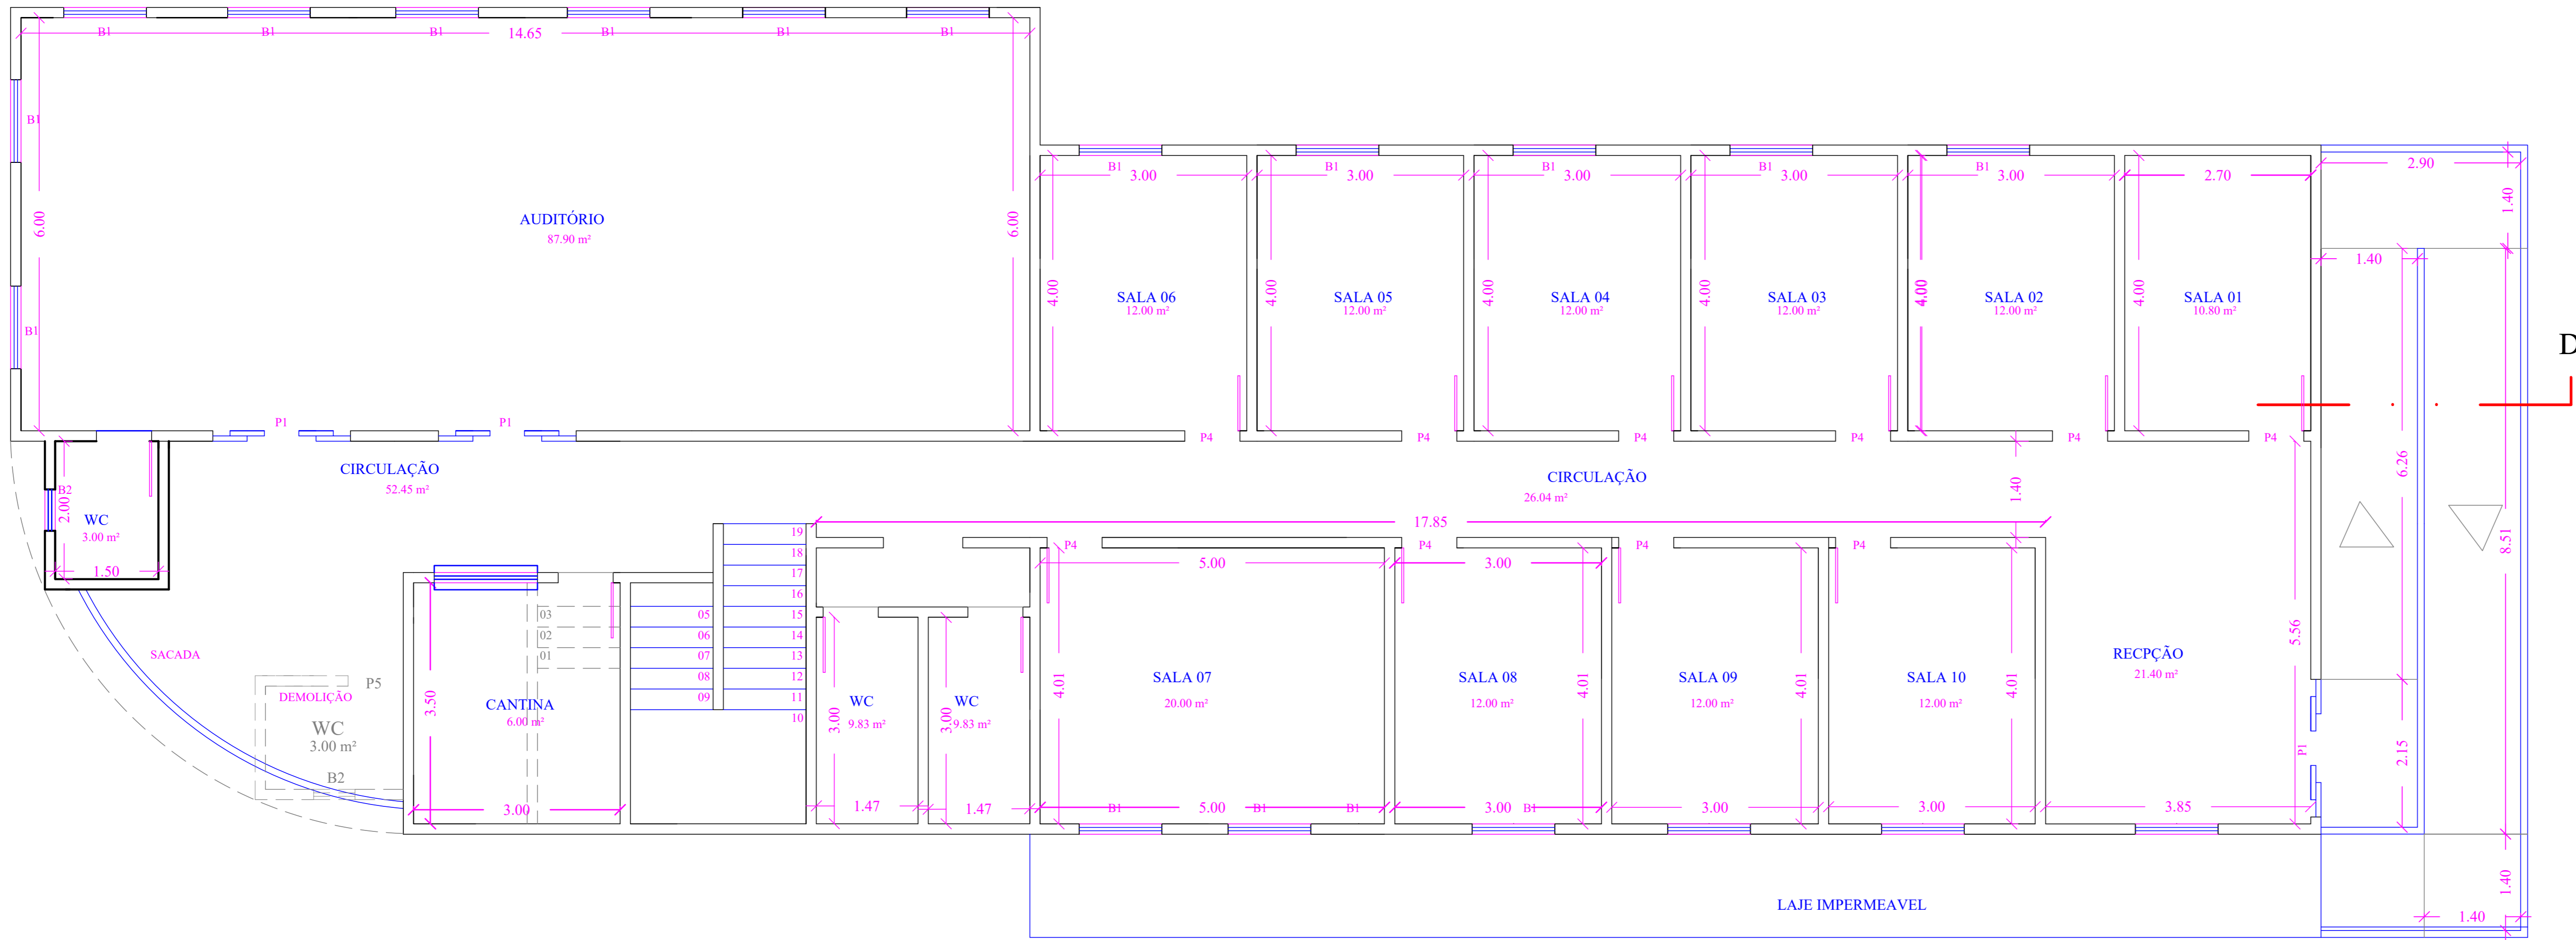 B1 B1 B1 14.65 B1 B1 B1
B1
6.00
6.00
AUDITÓRIO
87.90 m²
B1
P1 P1
B1 3.00 B1 3.00 B1 3.00 B1 3.00 B1 3.00 2.70
2.90
1.40
4.00 4.00 4.00 4.00 4.00 4.00 4.00
SALA 06
12.00 m²
SALA 05
12.00 m²
SALA 04
12.00 m²
SALA 03
12.00 m²
SALA 02
12.00 m²
SALA 01
10.80 m²
1.40
D
P4 P4 P4 P4 P4 P4
CIRCULAÇÃO
52.45 m²
CIRCULAÇÃO
26.04 m²
1.40
6.26
8.51
B2
2.00
WC
3.00 m²
1.50
17.85
19
18
17
16
15
14
13
12
11
10
05
06
07
08
09
03
02
01
SACADA
DEMOLIÇÃO
P5
WC
3.00 m²
B2
3.50
CANTINA
6.00 m²
3.00
WC
9.83 m²
3.00
1.47
WC
9.83 m²
3.00
1.47
P4 P4 P4 P4
5.00 3.00
4.01 4.01 4.01 4.01
SALA 07
20.00 m²
SALA 08
12.00 m²
SALA 09
12.00 m²
SALA 10
12.00 m²
RECPÇÃO
21.40 m²
5.56
P1
2.15
B1 5.00 B1 B1 3.00 B1 3.00 3.00 3.85
LAJE IMPERMEAVEL
1.40
1.40